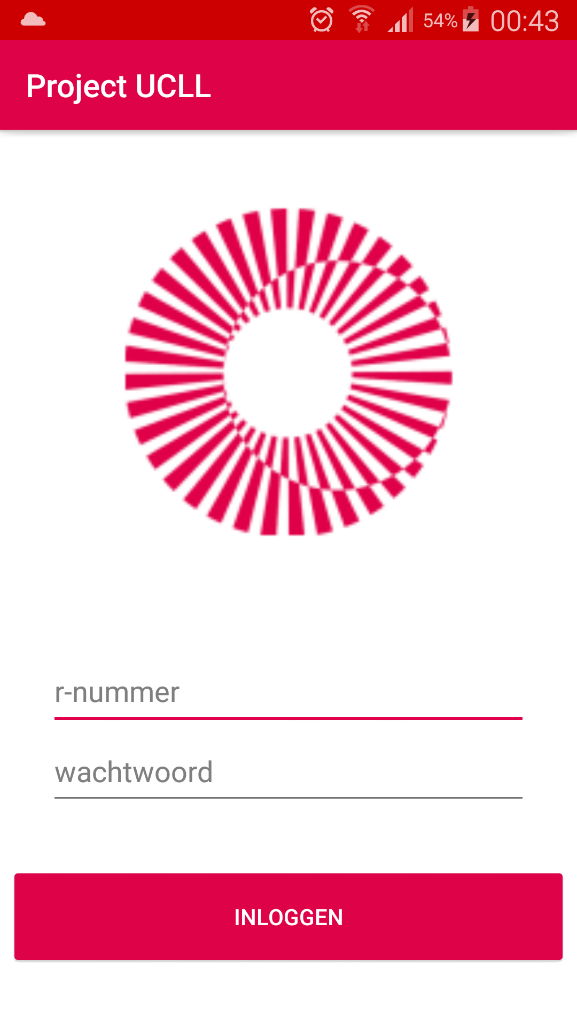 54% 00:43
Project UCLL
r-nummer
wachtwoord
INLOGGEN